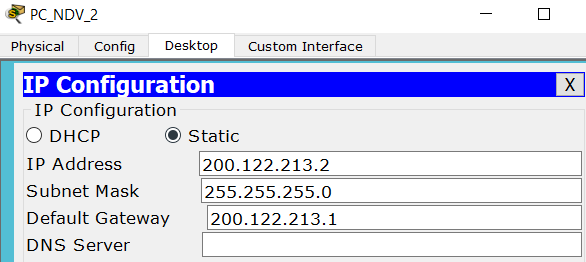 PC_NDV_2
Physical Config Desktop Custom Interface
IP Configuration X
IP Configuration
DHCP Static
IP Address 200.122.213.2
Subnet Mask 255.255.255.0
Default Gateway 200.122.213.1
DNS Server